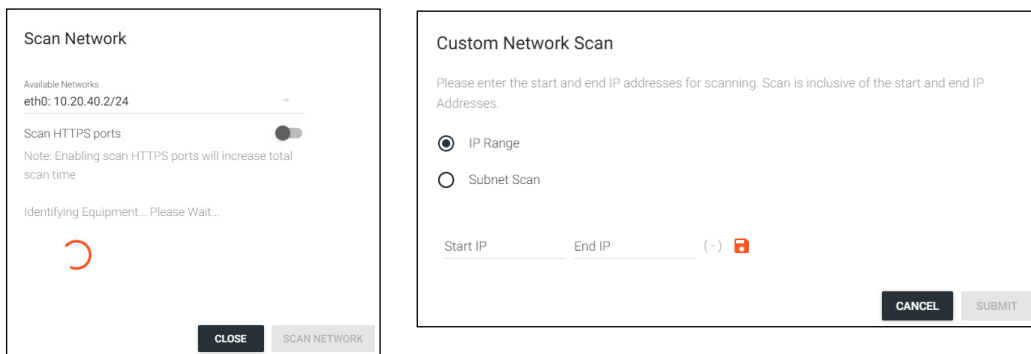 Scan Network
Available Networks
eth0: 10.20.40.2/24
Scan HTTPS ports
Note: Enabling scan HTTPS ports will increase total
scan time
Identifying Equipment... Please Wait...
CLOSE
SCAN NETWORK
Custom Network Scan
Please enter the start and end IP addresses for scanning. Scan is inclusive of the start and end IP
Addresses.
IP Range
Subnet Scan
Start IP
End IP
( - )
CANCEL
SUBMIT